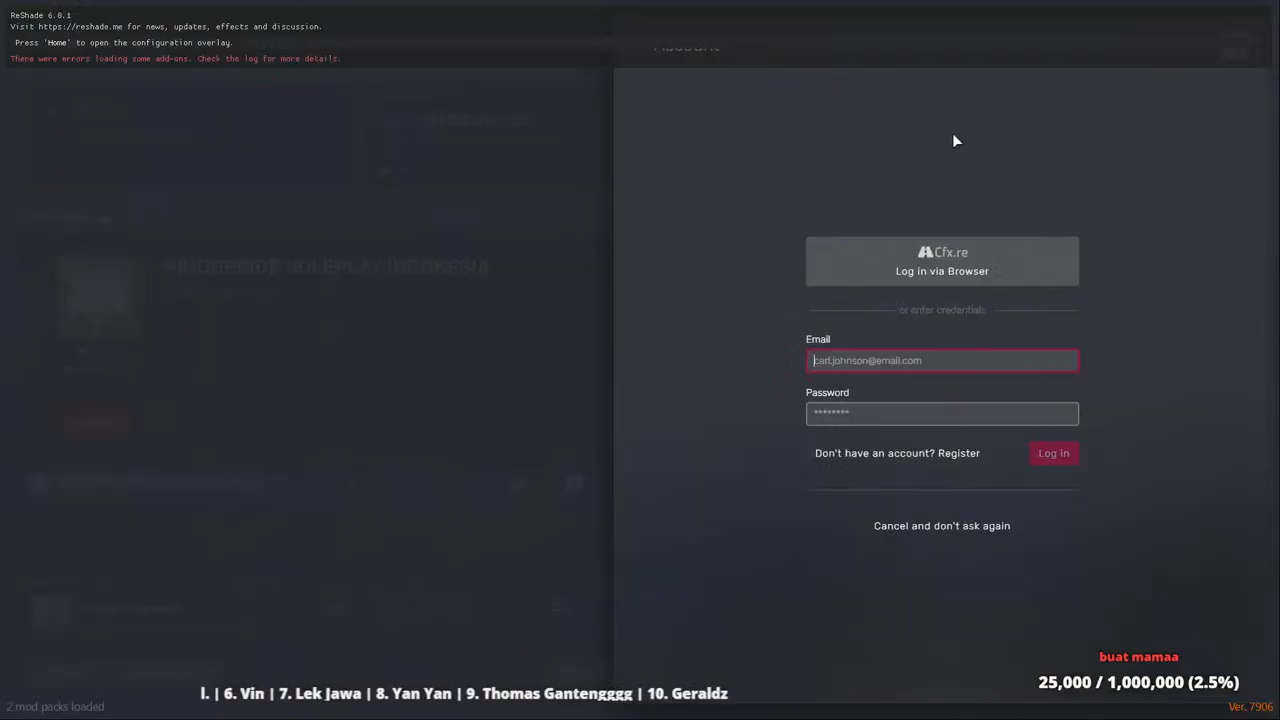 ReShade 6.0.1
Visit https://reshade.me for news, updates, effects and discussion.
Press 'Home' to open the configuration overlay.
There were errors loading some add-ons. Check the log for more details.
Account
Cfx.re
Log in via Browser
or enter credentials
Email
carl.johnson@email.com
Password
********
Don't have an account? Register
Log in
Cancel and don't ask again
buat mamaa
25,000 / 1,000,000 (2.5%)
l. | 6. Vin | 7. Lek Jawa | 8. Yan Yan | 9. Thomas Gantengggg | 10. Geraldz
2 mod packs loaded
Ver. 7906